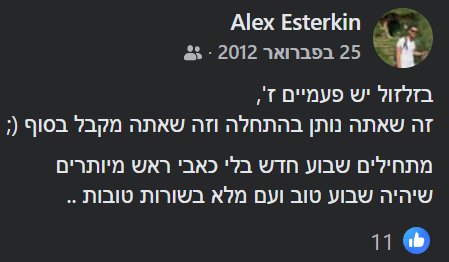 Alex Esterkin
25 בפברואר 2012 ·
בזלזול יש פעמיים ז',
זה שאתה נותן בהתחלה וזה שאתה מקבל בסוף (;
מתחילים שבוע חדש בלי כאבי ראש מיותרים
שיהיה שבוע טוב ועם מלא בשורות טובות ..
11